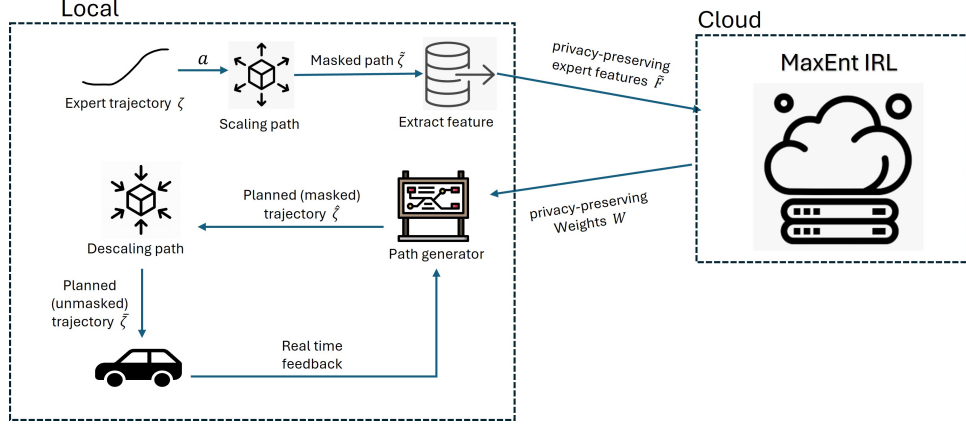 Local
Cloud
Expert trajectory ζ̄
a
Scaling path
Masked path ζ̃
Extract feature
privacy-preserving
expert features F̃
MaxEnt IRL
privacy-preserving
Weights W
Path generator
Planned (masked)
trajectory ζ̂
Descaling path
Planned
(unmasked)
trajectory ζ̄
Real time
feedback